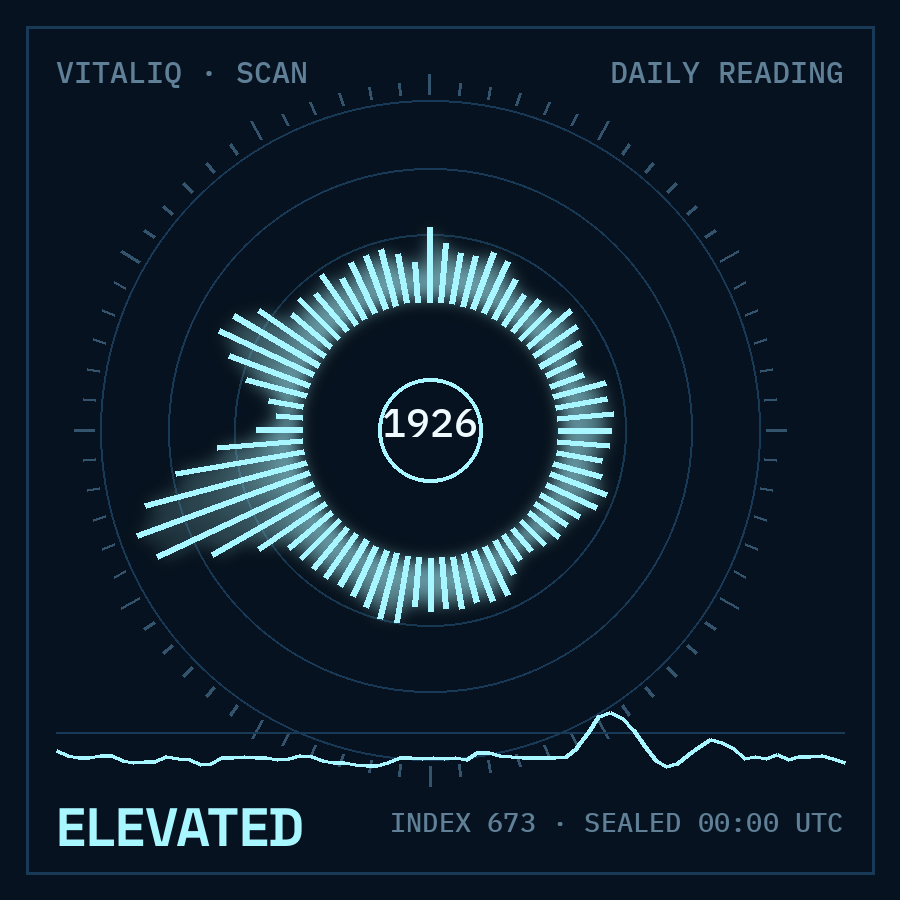 VITALIQ · SCAN
DAILY READING
1926
ELEVATED
INDEX 673 · SEALED 00:00 UTC